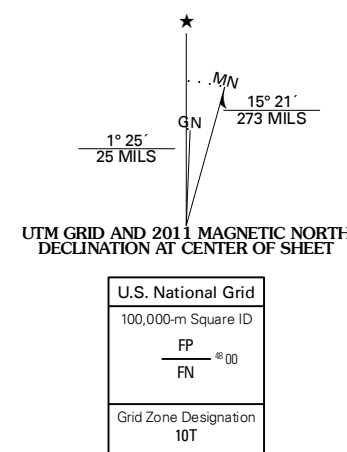 ★
MN
GN
15° 21´
273 MILS
1° 25´
25 MILS
UTM GRID AND 2011 MAGNETIC NORTH
DECLINATION AT CENTER OF SHEET
U.S. National Grid
100,000-m Square ID
FP
48 00
FN
Grid Zone Designation
10T